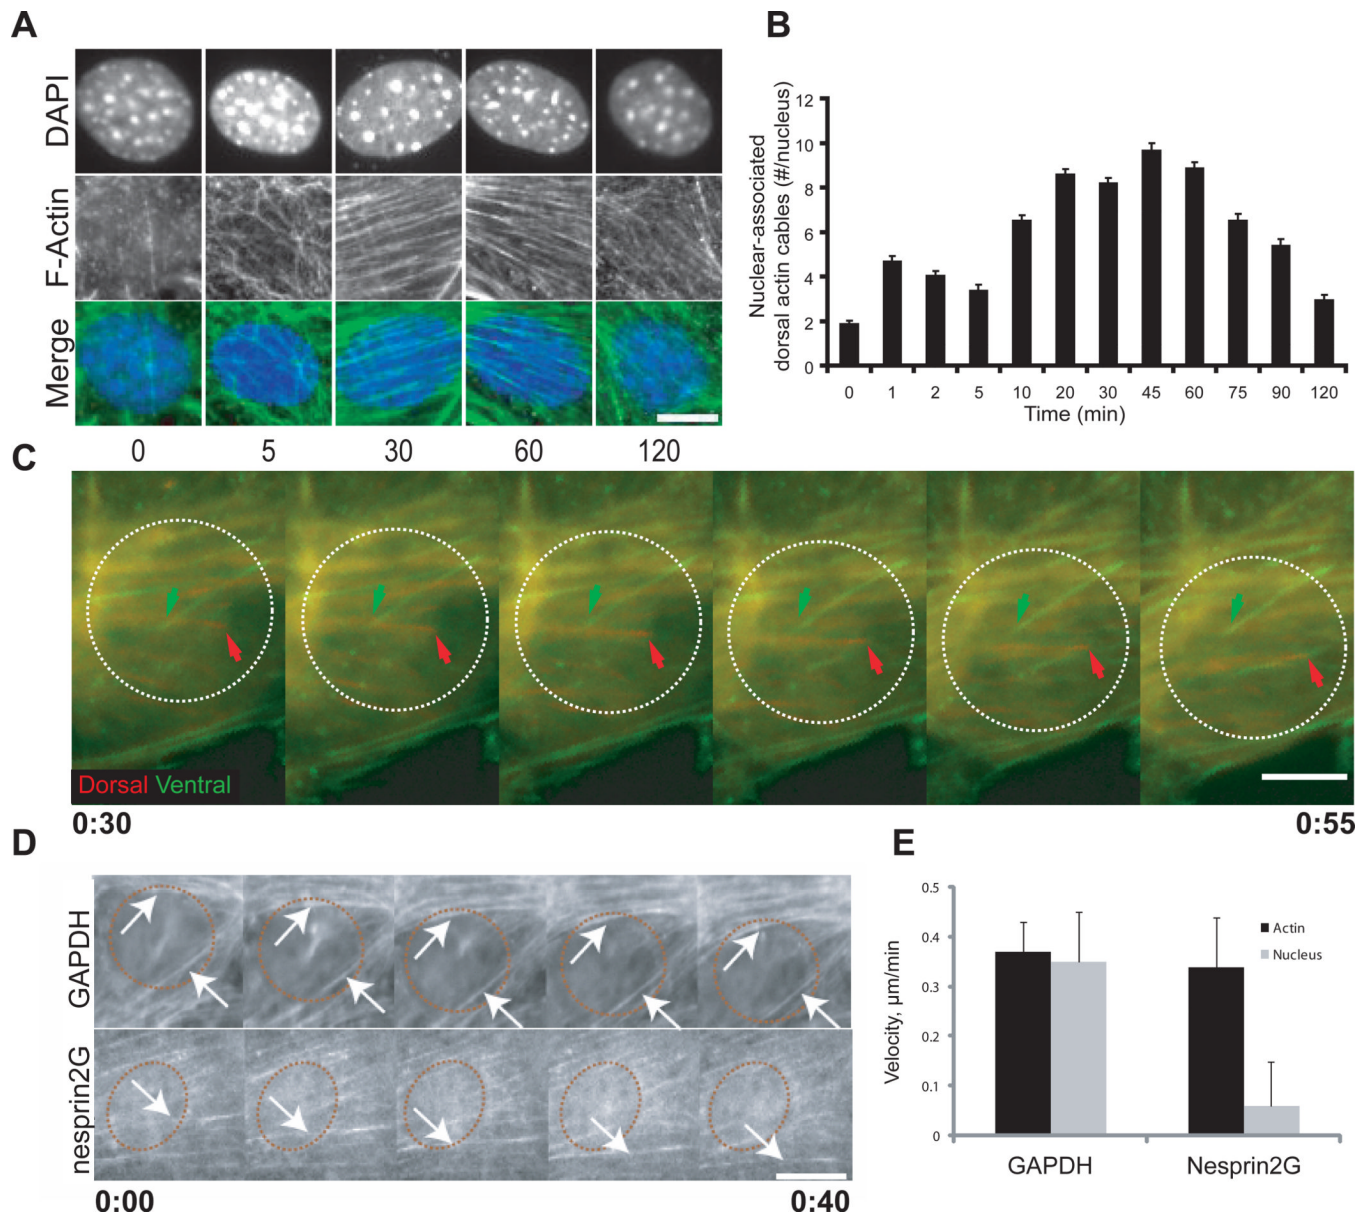 A
DAPI
F-Actin
Merge
0 5 30 60 120
B
Nuclear-associated
dorsal actin cables (#/nucleus)
12
10
8
6
4
2
0
0 1 2 5 10 20 30 45 60 75 90 120
Time (min)
C
Dorsal Ventral
0:30 0:55
D
GAPDH
nesprin2G
0:00 0:40
E
Velocity, µm/min
0.5
0.4
0.3
0.2
0.1
0
Actin
Nucleus
GAPDH Nesprin2G